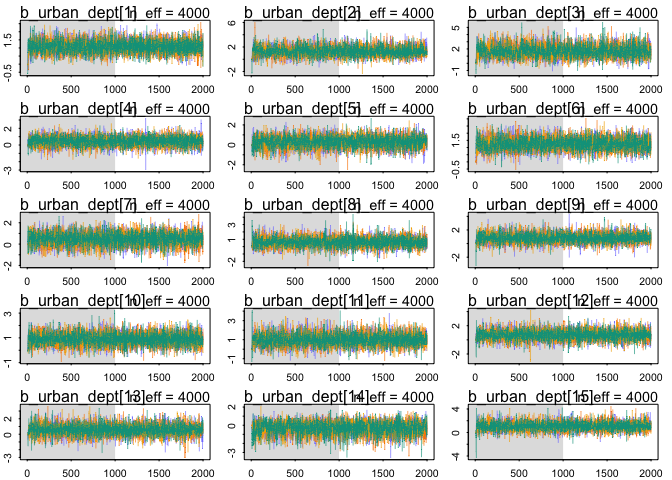 b_urban_dept[1] n_eff = 4000 b_urban_dept[2] n_eff = 4000 b_urban_dept[3] n_eff = 4000
-0.5 1.5
-2 2 4 6
-1 2 5
0 500 1000 1500 2000 0 500 1000 1500 2000 0 500 1000 1500 2000
b_urban_dept[4] n_eff = 4000 b_urban_dept[5] n_eff = 4000 b_urban_dept[6] n_eff = 4000
-3 0 2
-2 0 2
-0.5 1.5
0 500 1000 1500 2000 0 500 1000 1500 2000 0 500 1000 1500 2000
b_urban_dept[7] n_eff = 4000 b_urban_dept[8] n_eff = 4000 b_urban_dept[9] n_eff = 4000
-2 0 2
-1 1 3
-2 2
0 500 1000 1500 2000 0 500 1000 1500 2000 0 500 1000 1500 2000
b_urban_dept[10] n_eff = 4000 b_urban_dept[11] n_eff = 4000 b_urban_dept[12] n_eff = 4000
-1 1 3
-1 1 3
-2 2
0 500 1000 1500 2000 0 500 1000 1500 2000 0 500 1000 1500 2000
b_urban_dept[13] n_eff = 4000 b_urban_dept[14] n_eff = 4000 b_urban_dept[15] n_eff = 4000
-3 0 2
-3 0 2
-4 0 4
0 500 1000 1500 2000 0 500 1000 1500 2000 0 500 1000 1500 2000